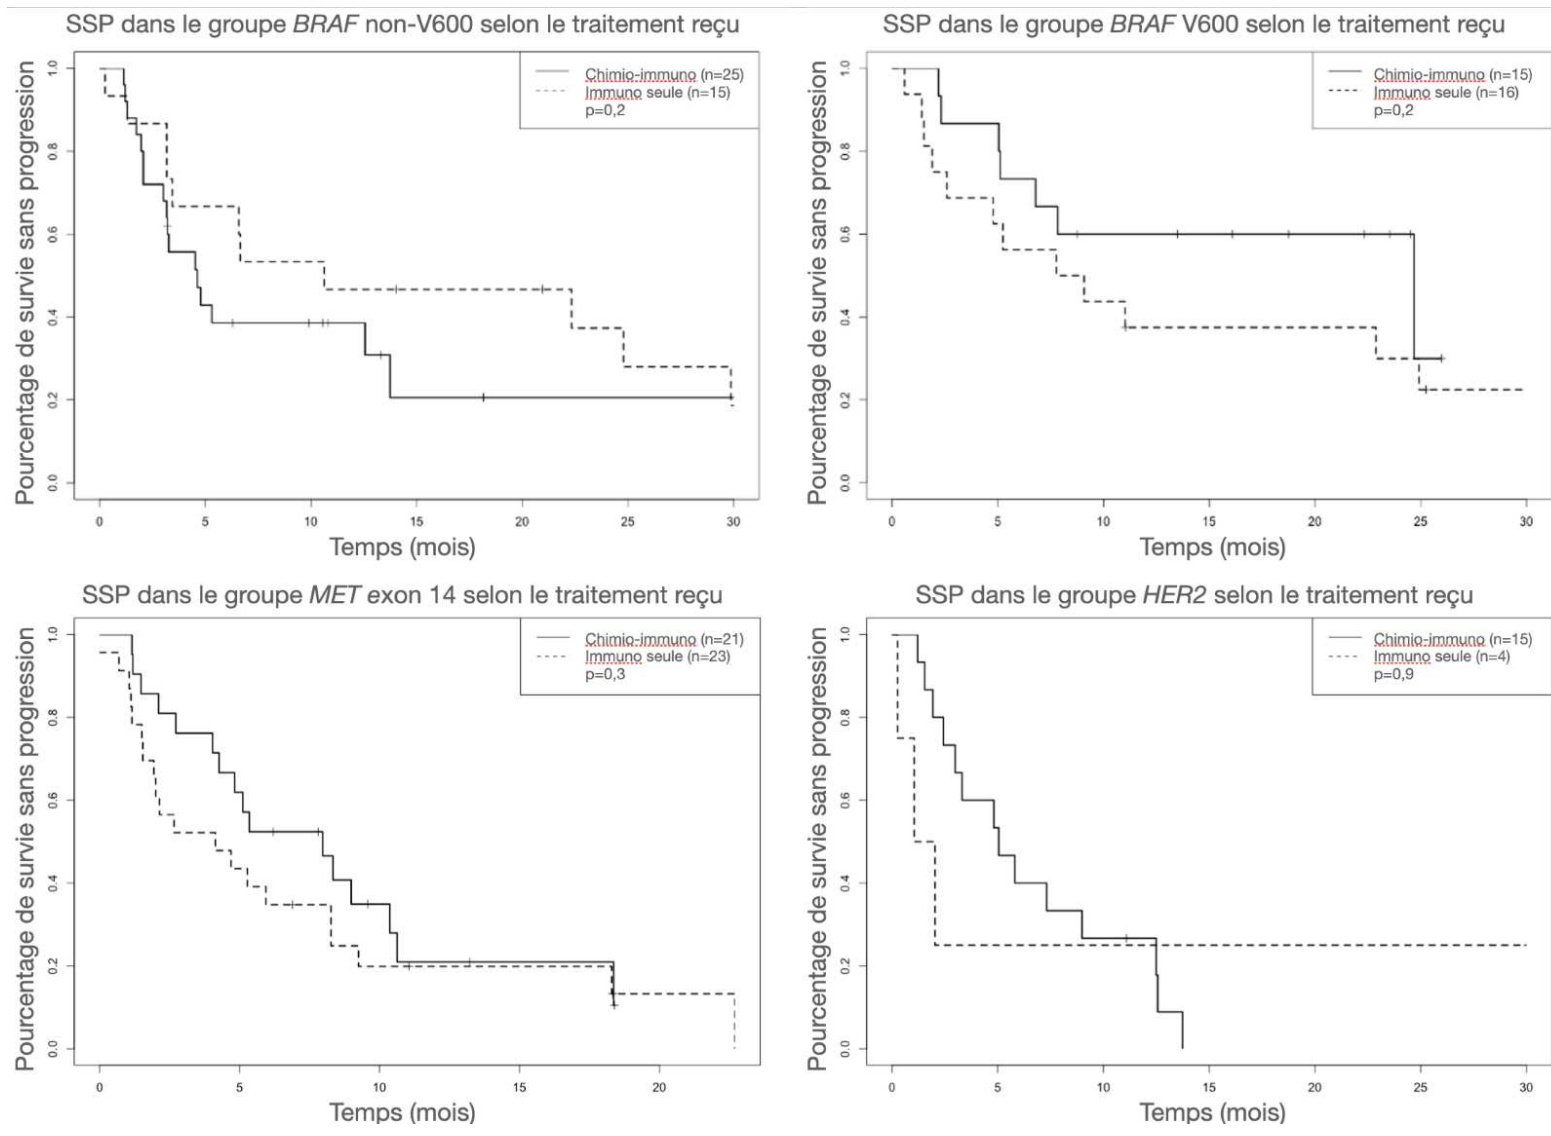 SSP dans le groupe BRAF non-V600 selon le traitement reçu
Pourcentage de survie sans progression
1.0
0.8
0.6
0.4
0.2
0.0
Chimio-immuno (n=25)
Immuno seule (n=15)
p=0,2
0 5 10 15 20 25 30
Temps (mois)
SSP dans le groupe BRAF V600 selon le traitement reçu
Pourcentage de survie sans progression
1.0
0.8
0.6
0.4
0.2
0.0
Chimio-immuno (n=15)
Immuno seule (n=16)
p=0,2
0 5 10 15 20 25 30
Temps (mois)
SSP dans le groupe MET exon 14 selon le traitement reçu
Pourcentage de survie sans progression
1.0
0.8
0.6
0.4
0.2
0.0
Chimio-immuno (n=21)
Immuno seule (n=23)
p=0,3
0 5 10 15 20
Temps (mois)
SSP dans le groupe HER2 selon le traitement reçu
Pourcentage de survie sans progression
1.0
0.8
0.6
0.4
0.2
0.0
Chimio-immuno (n=15)
Immuno seule (n=4)
p=0,9
0 5 10 15 20 25 30
Temps (mois)